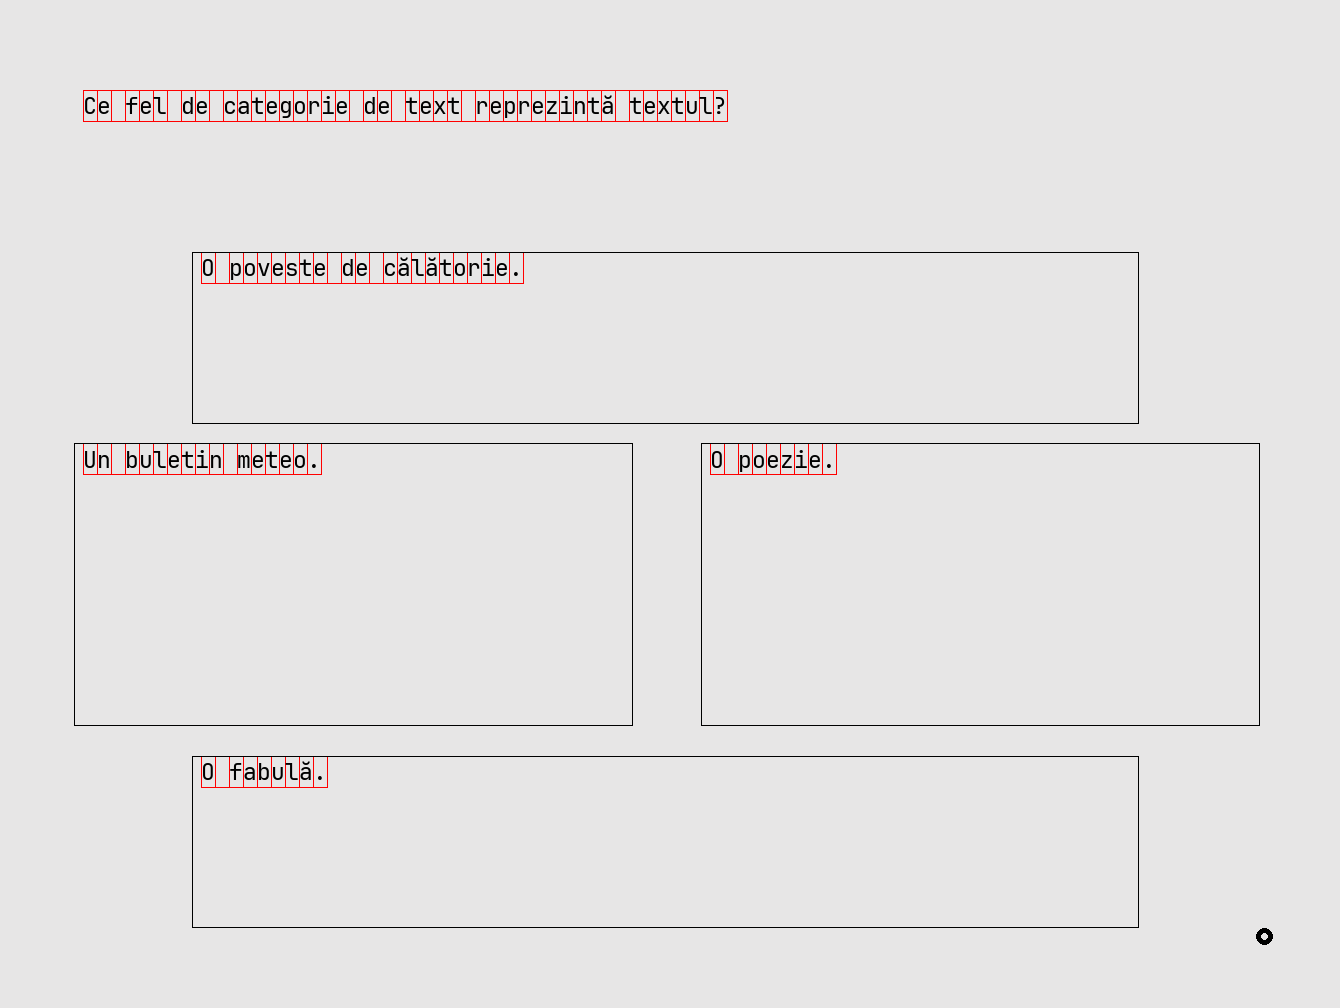 Ce fel de categorie de text reprezintă textul?
O poveste de călătorie.
Un buletin meteo.
O poezie.
O fabulă.